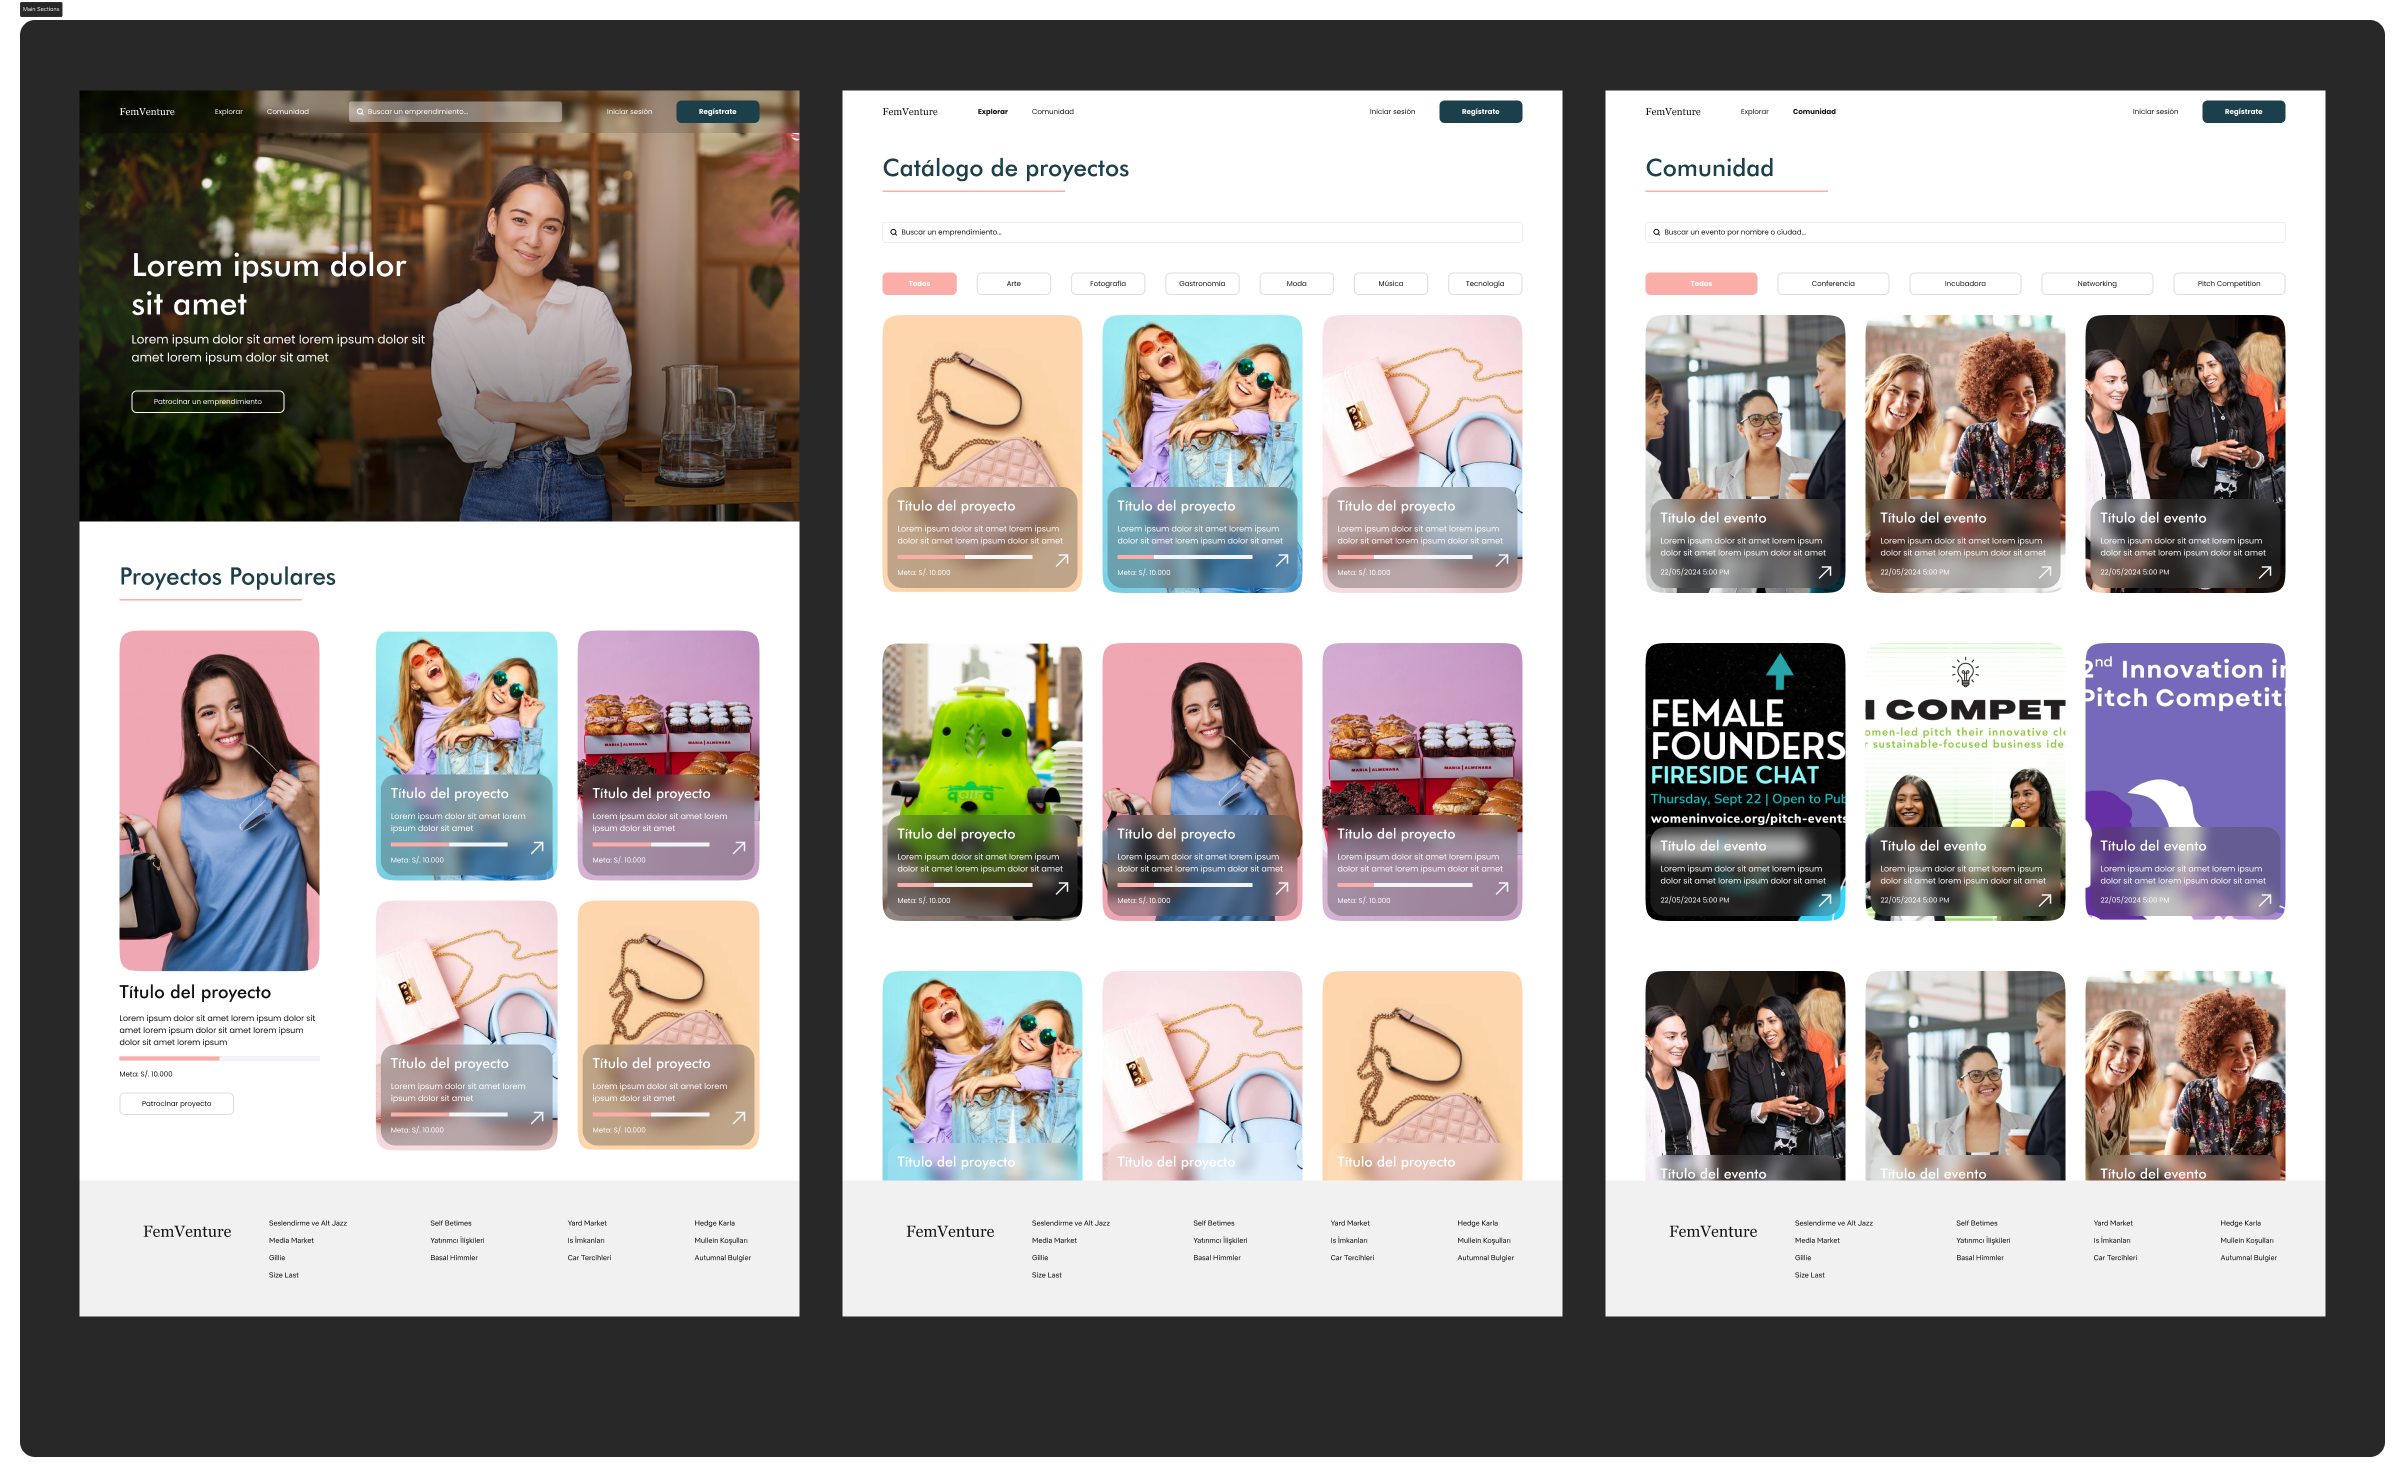 Main Sections
FemVenture
Explorar
Comunidad
Buscar un emprendimiento...
Iniciar sesión
Regístrate
Lorem ipsum dolor
sit amet
Lorem ipsum dolor sit amet lorem ipsum dolor sit
amet lorem ipsum dolor sit amet
Patrocinar un emprendimiento
Proyectos Populares
Título del proyecto
Lorem ipsum dolor sit amet lorem ipsum dolor sit
amet lorem ipsum dolor sit amet lorem ipsum
dolor sit amet lorem ipsum
Meta: S/. 10.000
Patrocinar proyecto
Título del proyecto
Lorem ipsum dolor sit amet lorem
ipsum dolor sit amet
Meta: S/. 10.000
MARIA | ALMENARA
MARIA | ALMENARA
Título del proyecto
Lorem ipsum dolor sit amet lorem
ipsum dolor sit amet
Meta: S/. 10.000
Título del proyecto
Lorem ipsum dolor sit amet lorem
ipsum dolor sit amet
Meta: S/. 10.000
Título del proyecto
Lorem ipsum dolor sit amet lorem
ipsum dolor sit amet
Meta: S/. 10.000
FemVenture
Seslendirme ve Alt Jazz
Media Market
Gillie
Size Last
Self Betimes
Yatırımcı İlişkileri
Basal Himmler
Yard Market
Is İmkanları
Car Tercihleri
Hedge Karla
Mullein Koşulları
Autumnal Bulgier
FemVenture
Explorar
Comunidad
Iniciar sesión
Regístrate
Catálogo de proyectos
Buscar un emprendimiento...
Todos
Arte
Fotografía
Gastronomía
Moda
Música
Tecnología
Título del proyecto
Lorem ipsum dolor sit amet lorem ipsum
dolor sit amet lorem ipsum dolor sit amet
Meta: S/. 10.000
Título del proyecto
Lorem ipsum dolor sit amet lorem ipsum
dolor sit amet lorem ipsum dolor sit amet
Meta: S/. 10.000
Título del proyecto
Lorem ipsum dolor sit amet lorem ipsum
dolor sit amet lorem ipsum dolor sit amet
Meta: S/. 10.000
Título del proyecto
Lorem ipsum dolor sit amet lorem ipsum
dolor sit amet lorem ipsum dolor sit amet
Meta: S/. 10.000
Título del proyecto
Lorem ipsum dolor sit amet lorem ipsum
dolor sit amet lorem ipsum dolor sit amet
Meta: S/. 10.000
MARIA | ALMENARA
MARIA | ALMENARA
Título del proyecto
Lorem ipsum dolor sit amet lorem ipsum
dolor sit amet lorem ipsum dolor sit amet
Meta: S/. 10.000
Título del proyecto
Título del proyecto
Título del proyecto
FemVenture
Seslendirme ve Alt Jazz
Media Market
Gillie
Size Last
Self Betimes
Yatırımcı İlişkileri
Basal Himmler
Yard Market
Is İmkanları
Car Tercihleri
Hedge Karla
Mullein Koşulları
Autumnal Bulgier
FemVenture
Explorar
Comunidad
Iniciar sesión
Regístrate
Comunidad
Buscar un evento por nombre o ciudad...
Todos
Conferencia
Incubadora
Networking
Pitch Competition
Título del evento
Lorem ipsum dolor sit amet lorem ipsum
dolor sit amet lorem ipsum dolor sit amet
22/05/2024 5:00 PM
Título del evento
Lorem ipsum dolor sit amet lorem ipsum
dolor sit amet lorem ipsum dolor sit amet
22/05/2024 5:00 PM
Título del evento
Lorem ipsum dolor sit amet lorem ipsum
dolor sit amet lorem ipsum dolor sit amet
22/05/2024 5:00 PM
FEMALE
FOUNDERS
FIRESIDE CHAT
Thursday, Sept 22 | Open to Pub
womeninvoice.org/pitch-events
Título del evento
Lorem ipsum dolor sit amet lorem ipsum
dolor sit amet lorem ipsum dolor sit amet
22/05/2024 5:00 PM
I COMPET
omen-led pitch their innovative cle
r sustainable-focused business ide
Título del evento
Lorem ipsum dolor sit amet lorem ipsum
dolor sit amet lorem ipsum dolor sit amet
22/05/2024 5:00 PM
2nd Innovation in
Pitch Competiti
Título del evento
Lorem ipsum dolor sit amet lorem ipsum
dolor sit amet lorem ipsum dolor sit amet
22/05/2024 5:00 PM
Título del evento
Título del evento
Título del evento
FemVenture
Seslendirme ve Alt Jazz
Media Market
Gillie
Size Last
Self Betimes
Yatırımcı İlişkileri
Basal Himmler
Yard Market
Is İmkanları
Car Tercihleri
Hedge Karla
Mullein Koşulları
Autumnal Bulgier